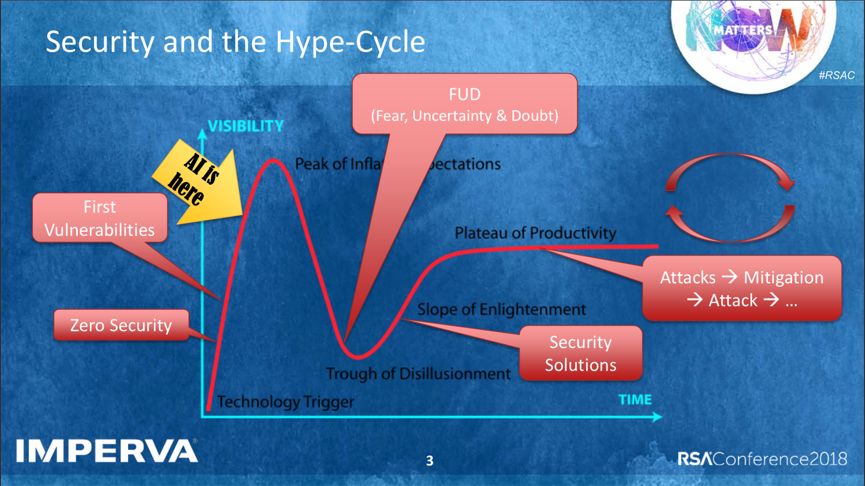 Security and the Hype-Cycle
NOW
MATTERS
#RSAC
FUD
(Fear, Uncertainty & Doubt)
VISIBILITY
AI is
here
Peak of Infla ectations
First
Vulnerabilities
Plateau of Productivity
Attacks → Mitigation
→ Attack → ...
Zero Security
Slope of Enlightenment
Security
Solutions
Trough of Disillusionment
Technology Trigger
TIME
IMPERVA
3
RSAConference2018